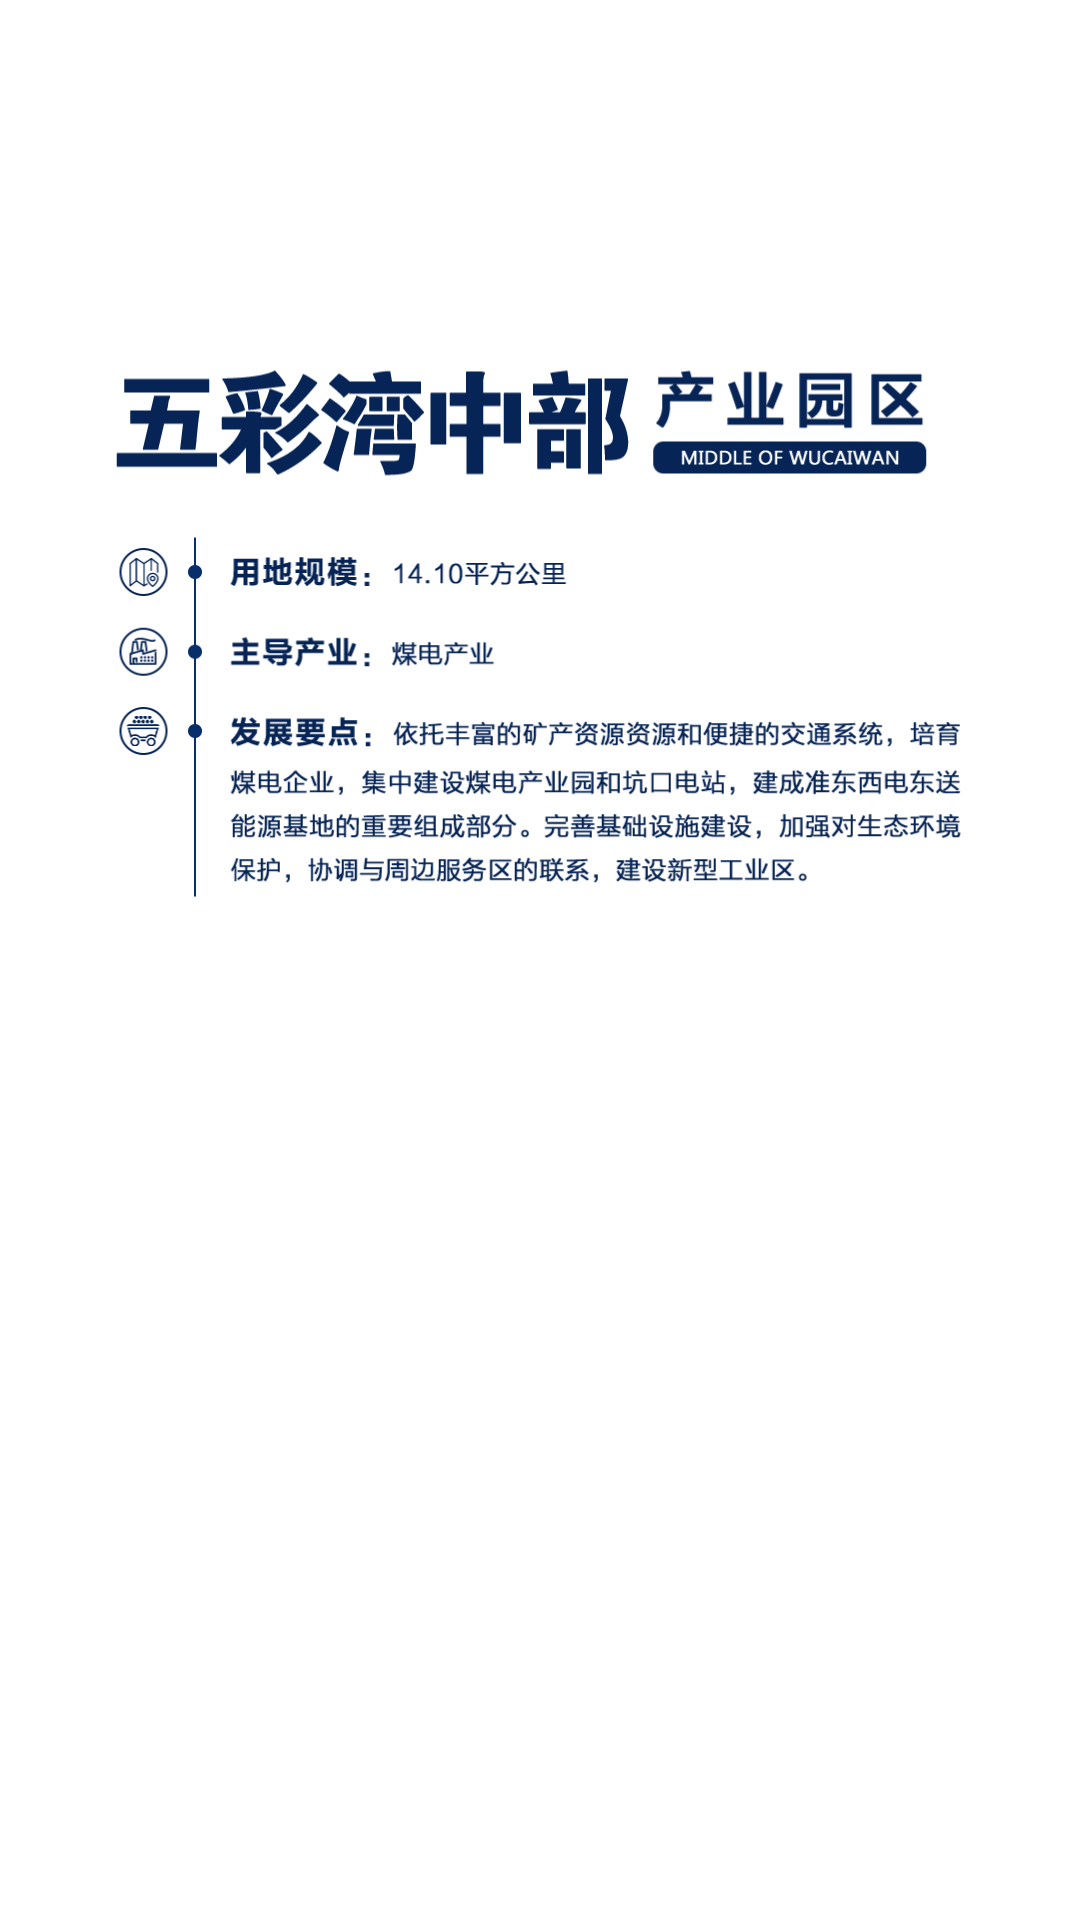 五彩湾中部 产业园区
MIDDLE OF WUCAIWAN
用地规模：14.10平方公里
主导产业：煤电产业
发展要点：依托丰富的矿产资源资源和便捷的交通系统，培育
煤电企业，集中建设煤电产业园和坑口电站，建成准东西电东送
能源基地的重要组成部分。完善基础设施建设，加强对生态环境
保护，协调与周边服务区的联系，建设新型工业区。